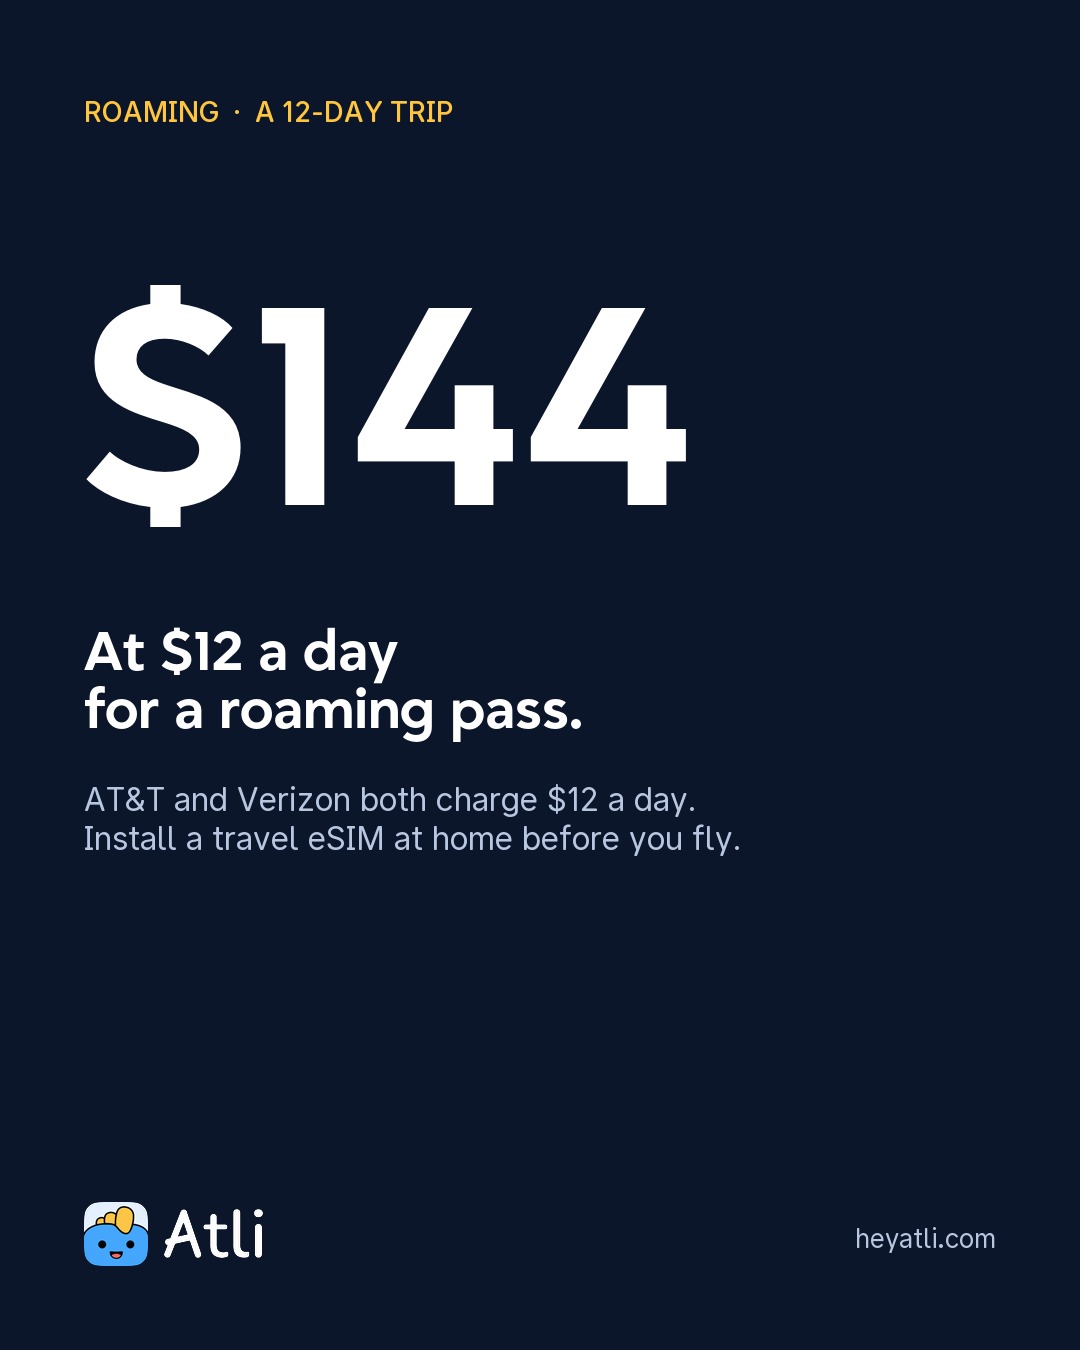 ROAMING · A 12-DAY TRIP
$144
At $12 a day
for a roaming pass.
AT&T and Verizon both charge $12 a day.
Install a travel eSIM at home before you fly.
Atli
heyatli.com